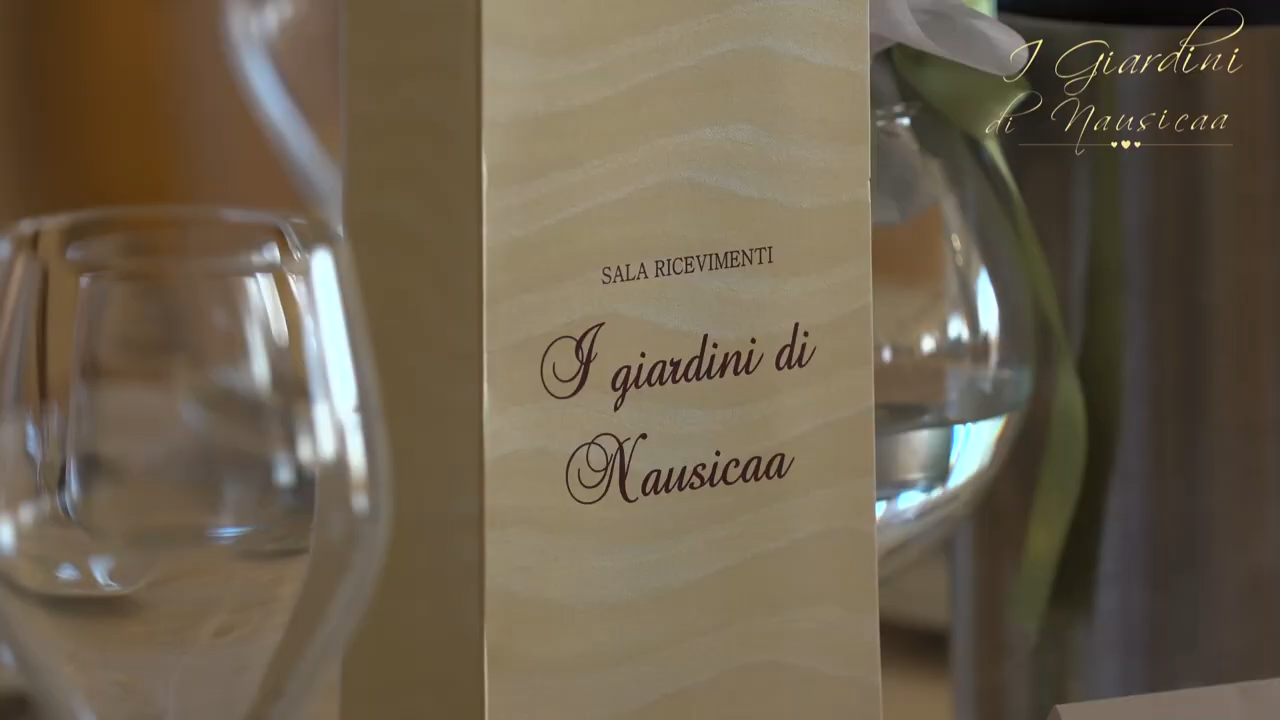 I Giardini
di Nausicaa
SALA RICEVIMENTI
I giardini di
Nausicaa